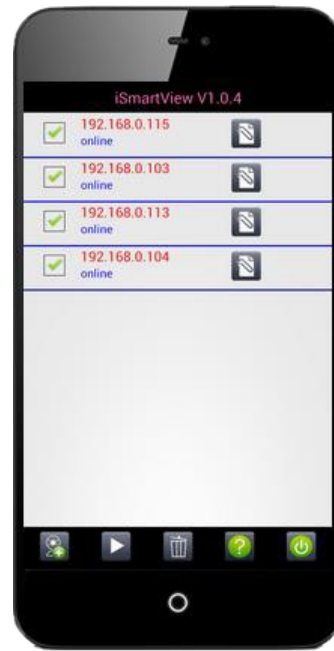 iSmartView V1.0.4
192.168.0.115
online
192.168.0.103
online
192.168.0.113
online
192.168.0.104
online
?